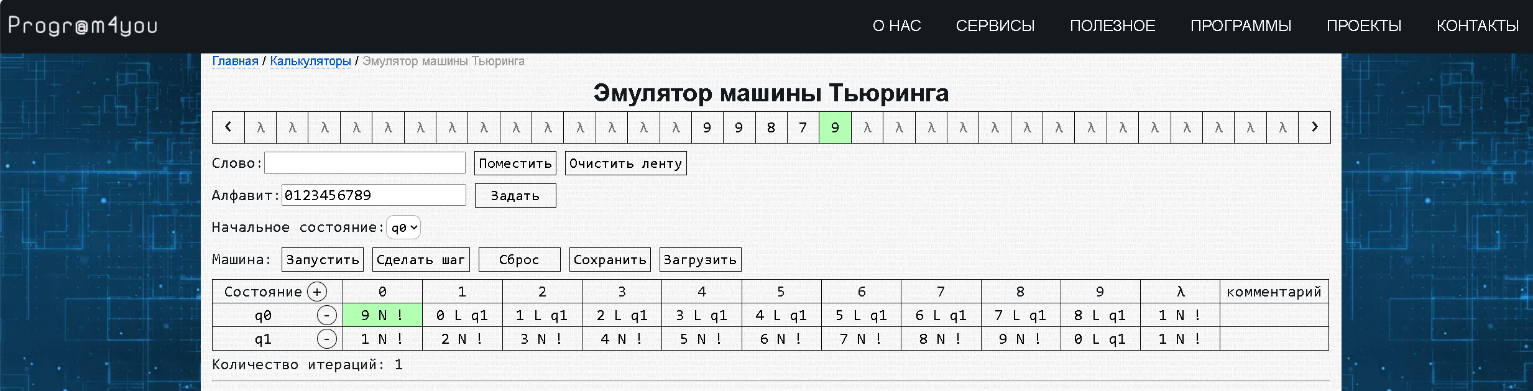 Progr@m4you О НАС СЕРВИСЫ ПОЛЕЗНОЕ ПРОГРАММЫ ПРОЕКТЫ КОНТАКТЫ
Главная / Калькуляторы / Эмулятор машины Тьюринга
Эмулятор машины Тьюринга
< λ λ λ λ λ λ λ λ λ λ λ λ λ λ 9 9 8 7 9 λ λ λ λ λ λ λ λ λ λ λ λ λ λ >
Слово: Поместить Очистить ленту
Алфавит: 0123456789 Задать
Начальное состояние: q0
Машина: Запустить Сделать шаг Сброс Сохранить Загрузить
Состояние + 0 1 2 3 4 5 6 7 8 9 λ комментарий
q0 - 9 N ! 0 L q1 1 L q1 2 L q1 3 L q1 4 L q1 5 L q1 6 L q1 7 L q1 8 L q1 1 N !
q1 - 1 N ! 2 N ! 3 N ! 4 N ! 5 N ! 6 N ! 7 N ! 8 N ! 9 N ! 0 L q1 1 N !
Количество итераций: 1